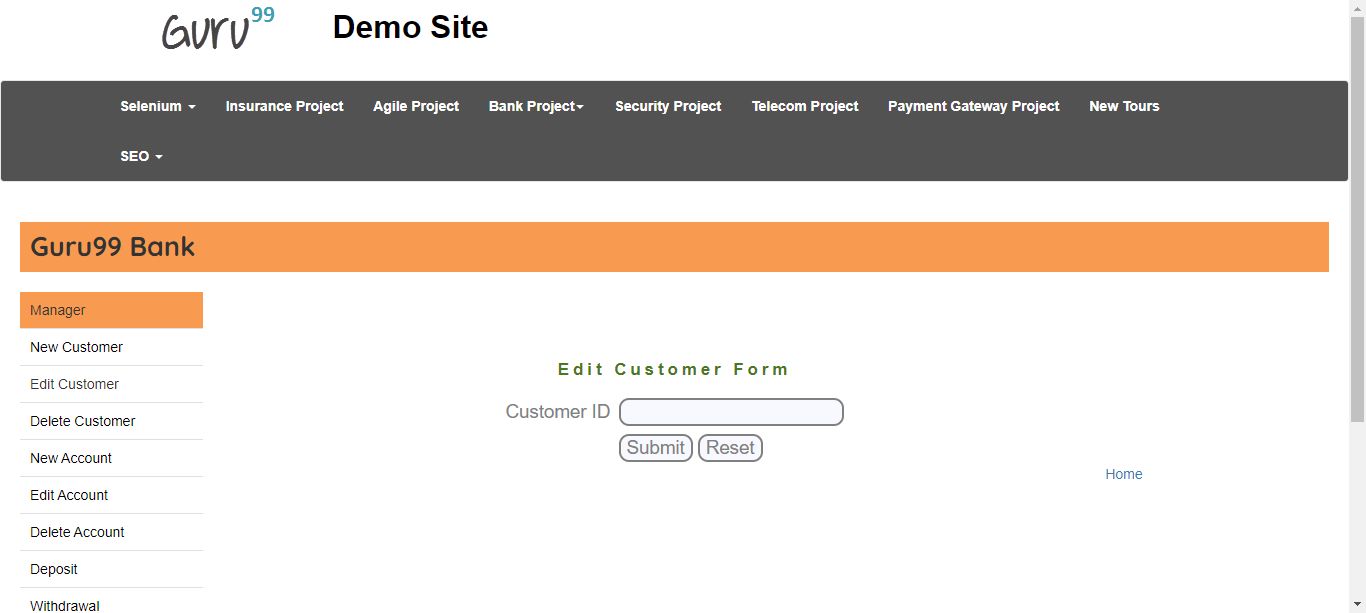 Guru99 Demo Site
Selenium Insurance Project Agile Project Bank Project Security Project Telecom Project Payment Gateway Project New Tours
SEO
Guru99 Bank
Manager
New Customer
Edit Customer
Delete Customer
New Account
Edit Account
Delete Account
Deposit
Withdrawal
Edit Customer Form
Customer ID
Submit Reset
Home